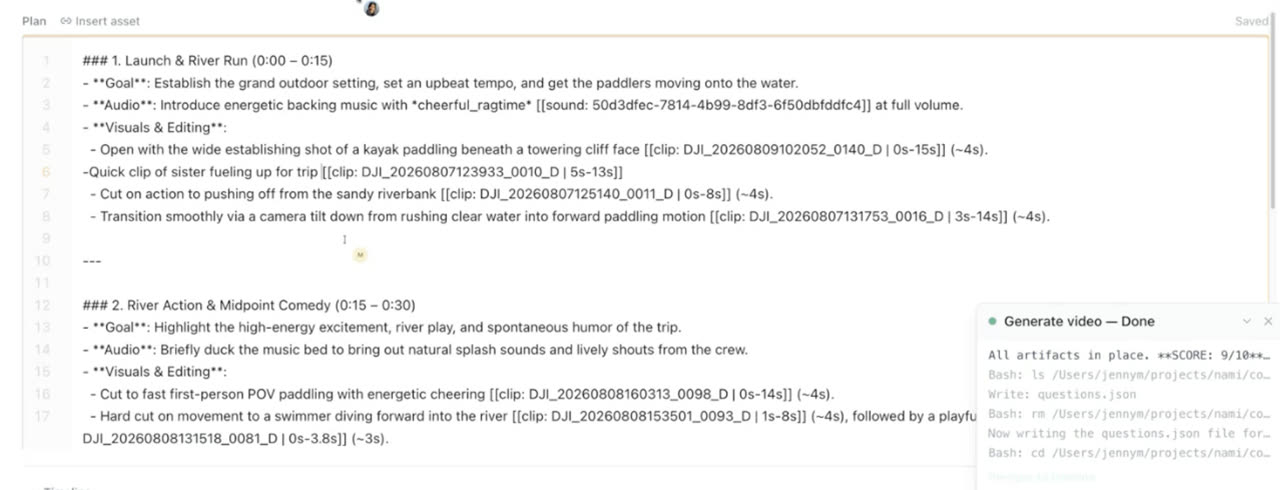 Plan Insert asset Saved
1 ### 1. Launch & River Run (0:00 – 0:15)
2 - **Goal**: Establish the grand outdoor setting, set an upbeat tempo, and get the paddlers moving onto the water.
3 - **Audio**: Introduce energetic backing music with *cheerful_ragtime* [[sound: 50d3dfec-7814-4b99-8df3-6f50dbfddfc4]] at full volume.
4 - **Visuals & Editing**:
5 - Open with the wide establishing shot of a kayak paddling beneath a towering cliff face [[clip: DJI_20260809102052_0140_D | 0s-15s]] (~4s).
6 -Quick clip of sister fueling up for trip [[clip: DJI_20260807123933_0010_D | 5s-13s]]
7 - Cut on action to pushing off from the sandy riverbank [[clip: DJI_20260807125140_0011_D | 0s-8s]] (~4s).
8 - Transition smoothly via a camera tilt down from rushing clear water into forward paddling motion [[clip: DJI_20260807131753_0016_D | 3s-14s]] (~4s).
9
M
10 ---
11
12 ### 2. River Action & Midpoint Comedy (0:15 – 0:30)
13 - **Goal**: Highlight the high-energy excitement, river play, and spontaneous humor of the trip.
14 - **Audio**: Briefly duck the music bed to bring out natural splash sounds and lively shouts from the crew.
15 - **Visuals & Editing**:
16 - Cut to fast first-person POV paddling with energetic cheering [[clip: DJI_20260808160313_0098_D | 0s-14s]] (~4s).
17 - Hard cut on movement to a swimmer diving forward into the river [[clip: DJI_20260808153501_0093_D | 1s-8s]] (~4s), followed by a playfu
DJI_20260808131518_0081_D | 0s-3.8s]] (~3s).
Generate video — Done
All artifacts in place. **SCORE: 9/10**…
Bash: ls /Users/jennym/projects/nami/co…
Write: questions.json
Bash: rm /Users/jennym/projects/nami/co…
Now writing the questions.json file for…
Bash: cd /Users/jennym/projects/nami/co…